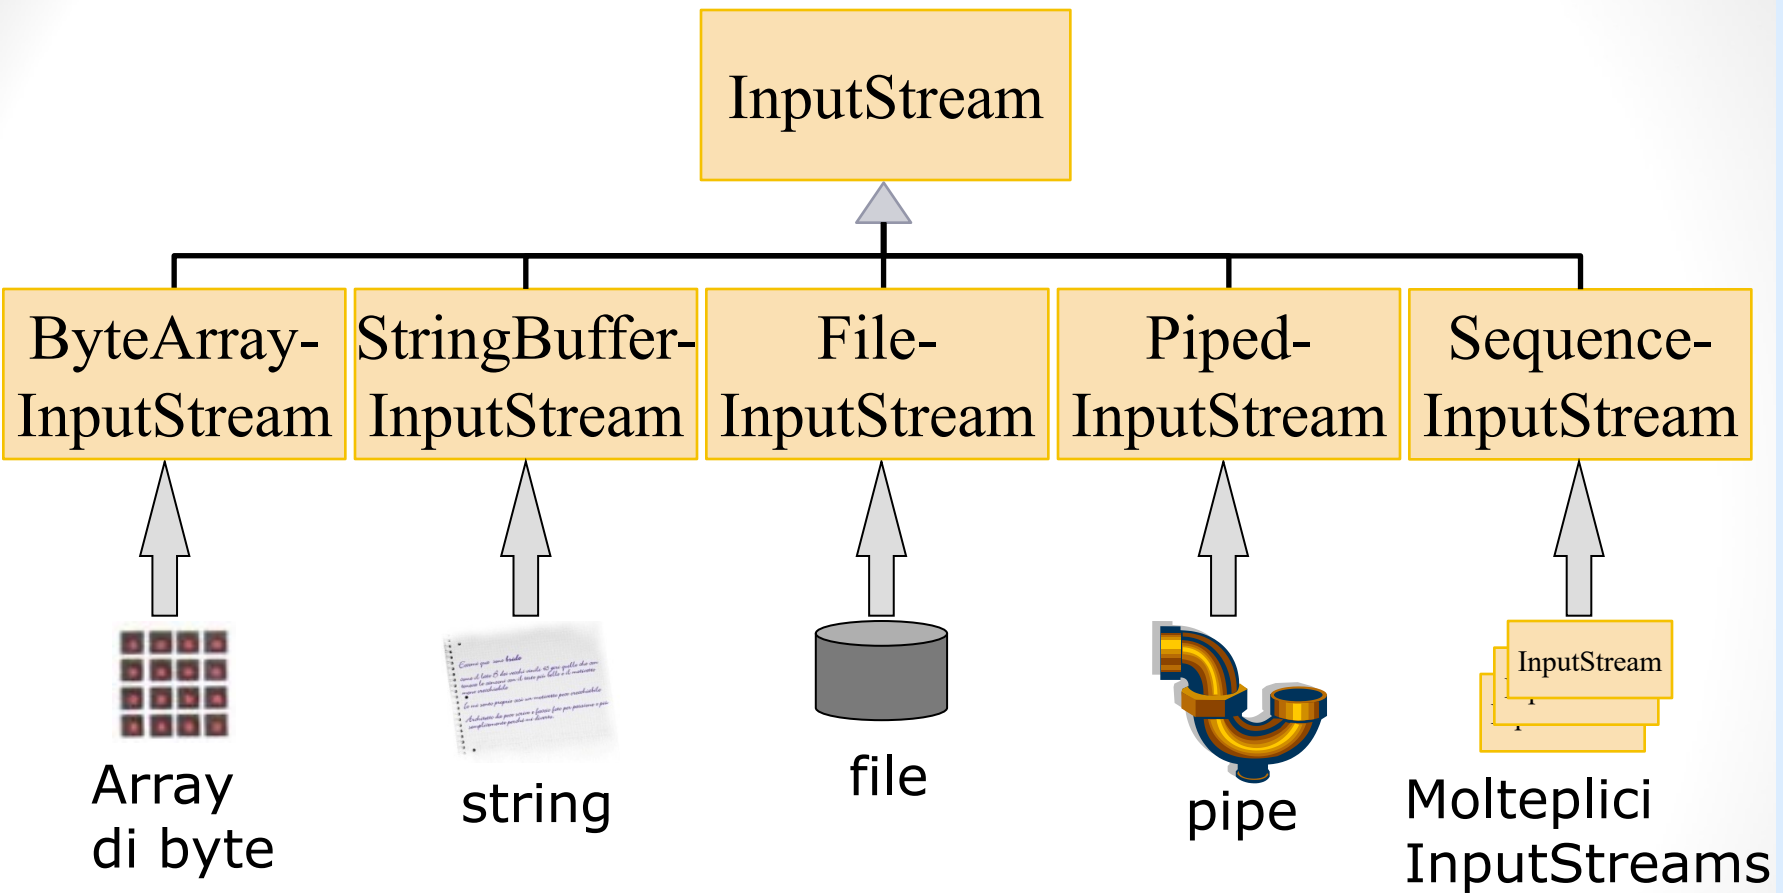 InputStream
ByteArray-
InputStream
StringBuffer-
InputStream
File-
InputStream
Piped-
InputStream
Sequence-
InputStream
InputStream
Array
di byte
string
file
pipe
Molteplici
InputStreams